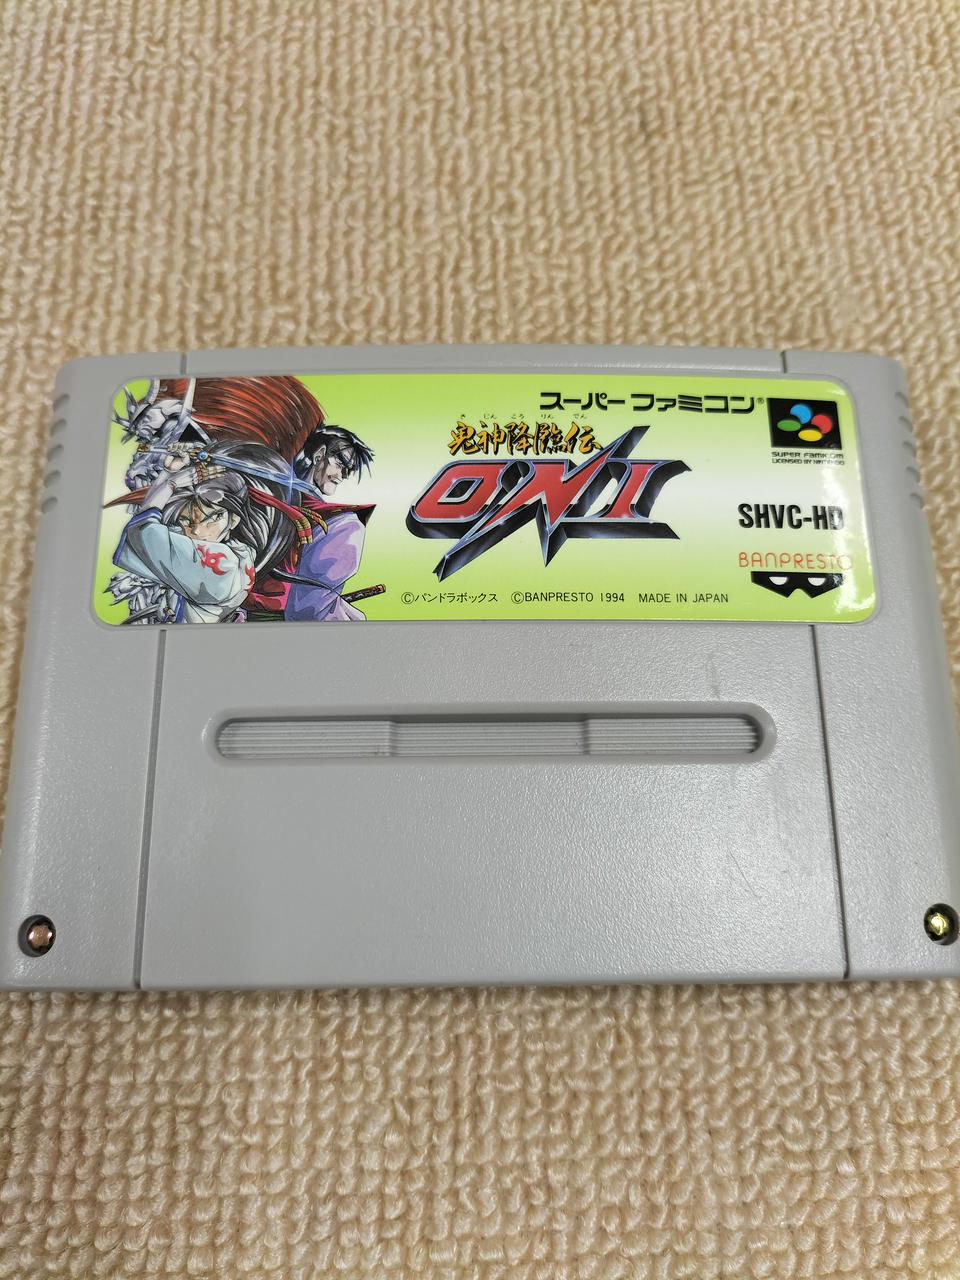 スーパーファミコン®
き じん こう りん でん
鬼神降臨伝
ONI
SUPER FAMICOM
LICENSED BY NINTENDO
SHVC-HD
BANPRESTO
©パンドラボックス ©BANPRESTO 1994 MADE IN JAPAN